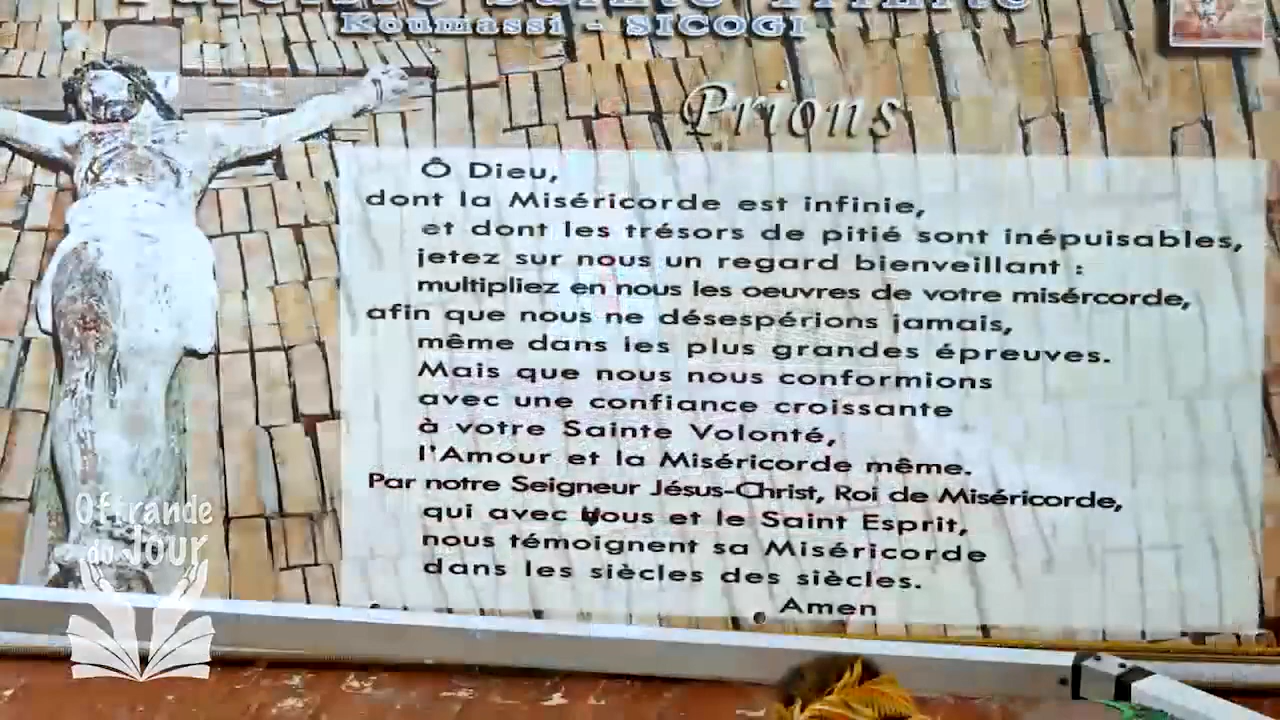 Paroisse Sainte Trinité
Koumassi - SICOGI
Prions
Ô Dieu,
dont la Miséricorde est infinie,
et dont les trésors de pitié sont inépuisables,
jetez sur nous un regard bienveillant :
multipliez en nous les oeuvres de votre misércorde,
afin que nous ne désespérions jamais,
même dans les plus grandes épreuves.
Mais que nous nous conformions
avec une confiance croissante
à votre Sainte Volonté,
l'Amour et la Miséricorde même.
Par notre Seigneur Jésus-Christ, Roi de Miséricorde,
qui avec Vous et le Saint Esprit,
nous témoignent sa Miséricorde
dans les siècles des siècles.
Amen
Offrande
du Jour